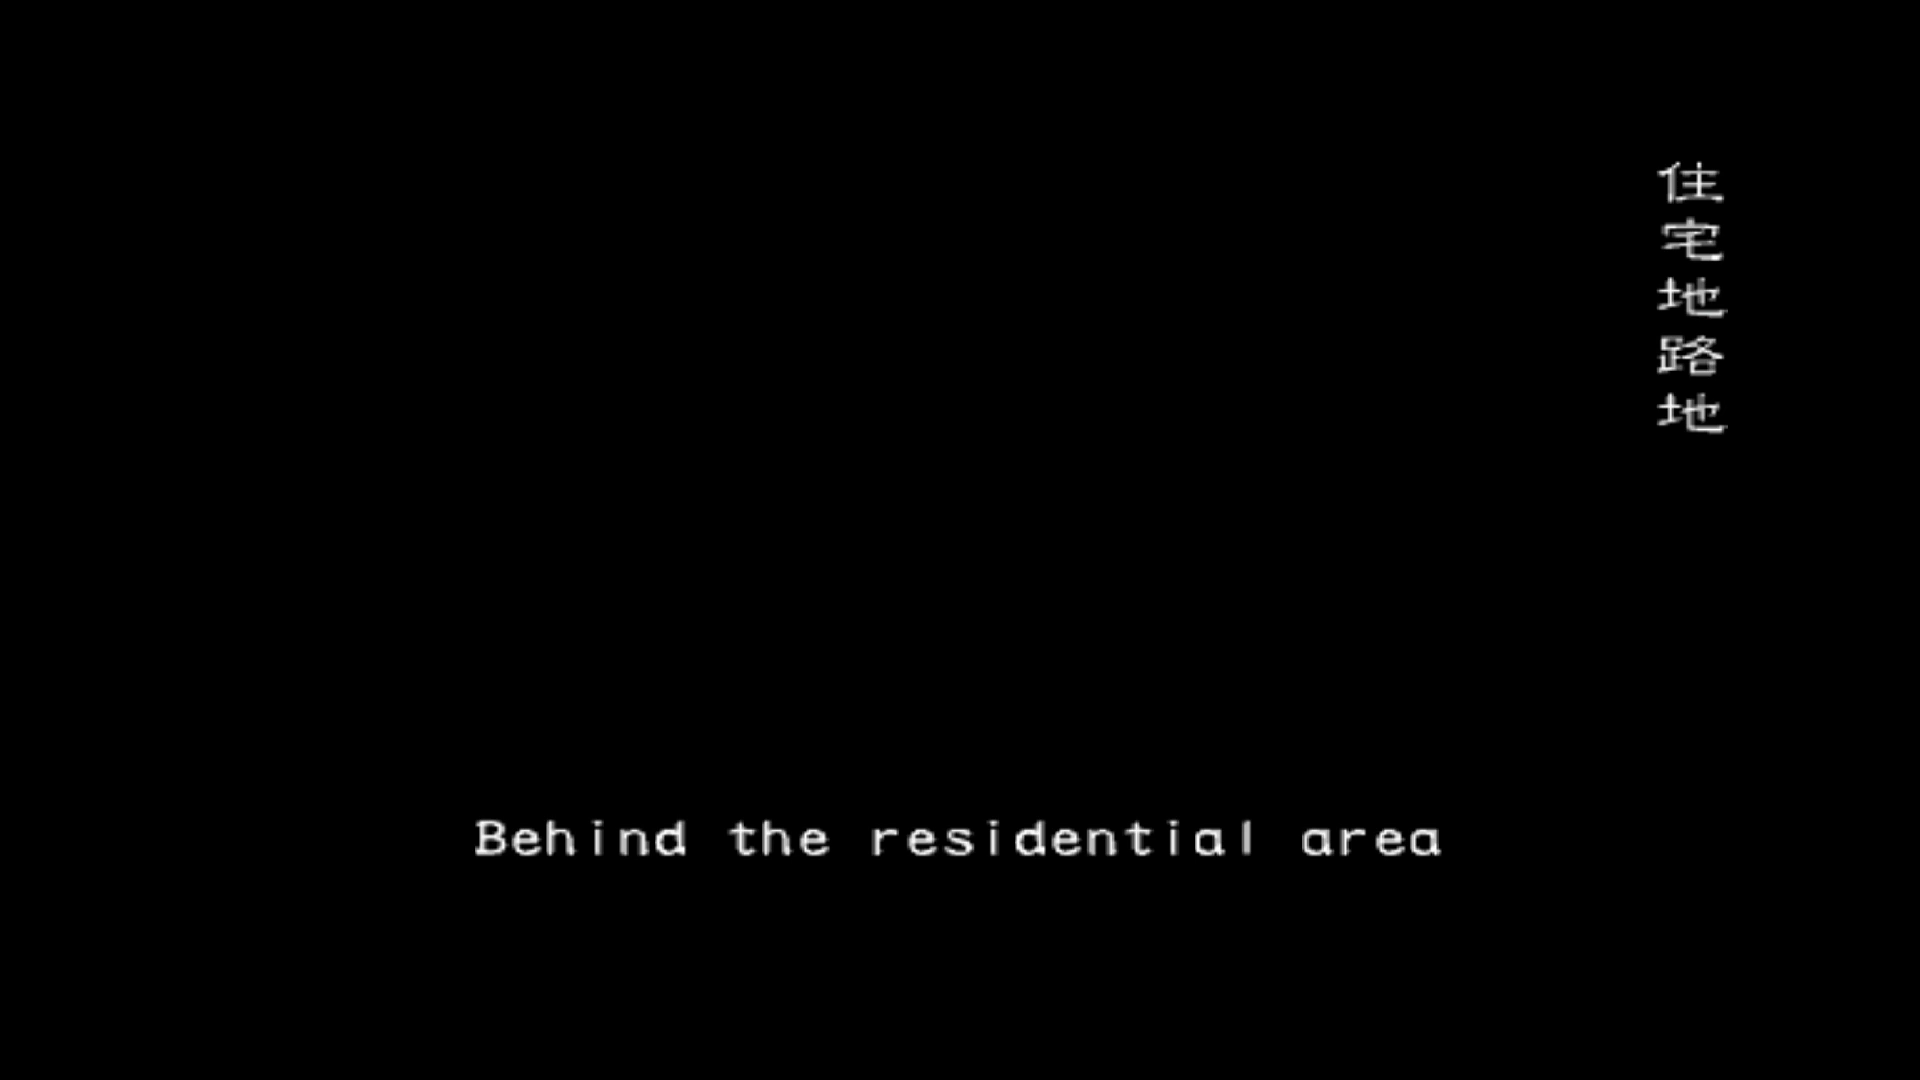 住宅地路地
Behind the residential area